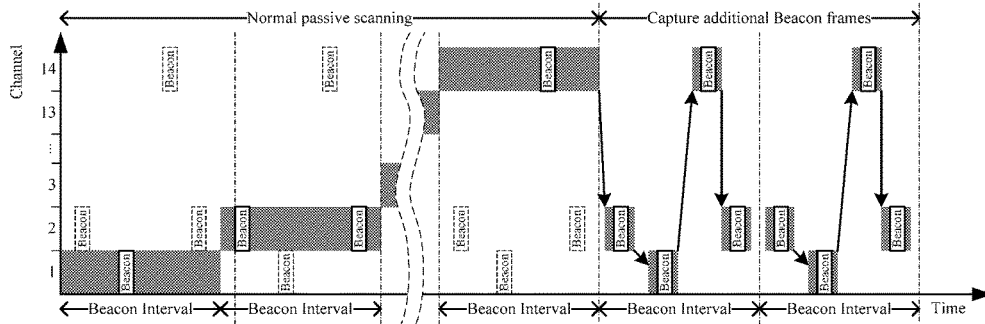 Normal passive scanning
Capture additional Beacon frames
Channel
14
Beacon
Beacon
Beacon
Beacon
Beacon
13
...
3
2
Beacon
Beacon
Beacon
Beacon
Beacon
Beacon
Beacon
Beacon
Beacon
Beacon
1
Beacon
Beacon
Beacon
Beacon
Beacon
Beacon Interval
Beacon Interval
Beacon Interval
Beacon Interval
Beacon Interval
Time